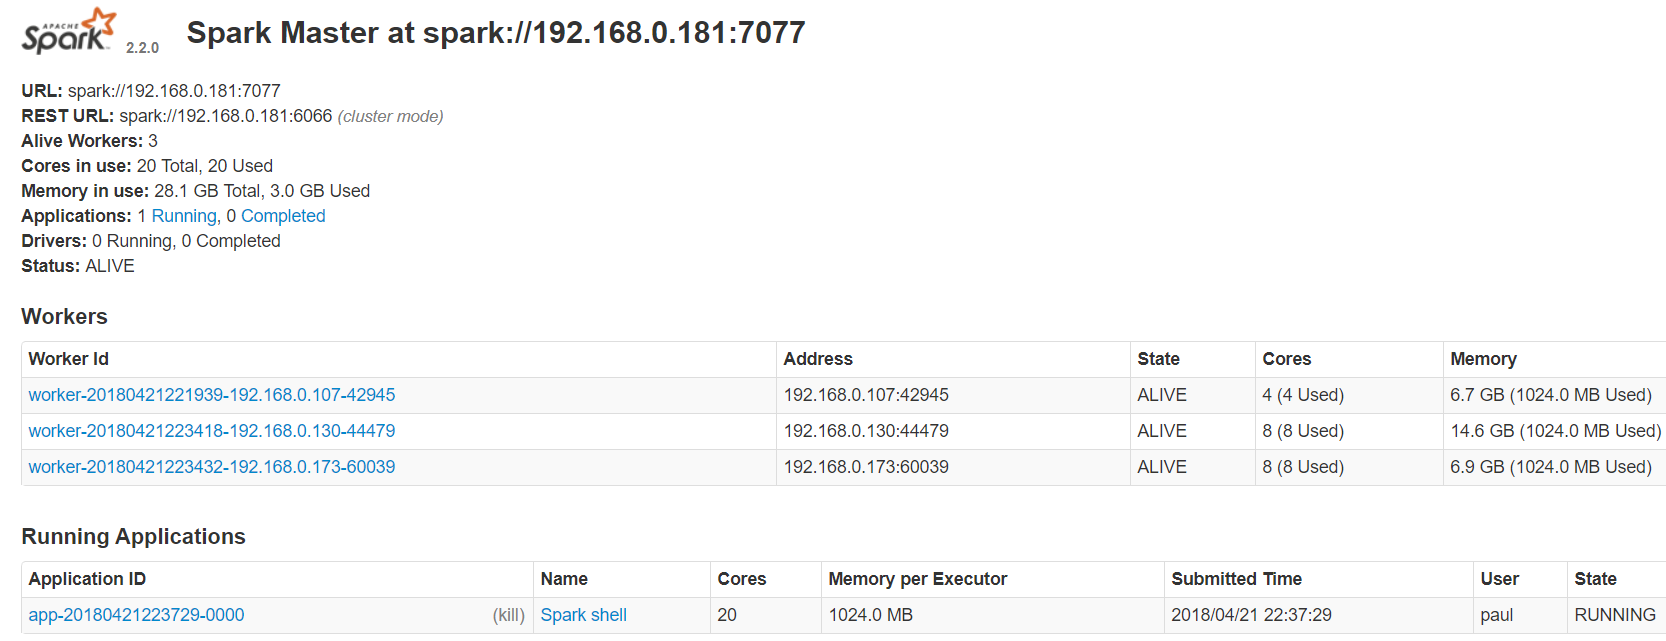 APACHE
Spark 2.2.0 Spark Master at spark://192.168.0.181:7077
URL: spark://192.168.0.181:7077
REST URL: spark://192.168.0.181:6066 (cluster mode)
Alive Workers: 3
Cores in use: 20 Total, 20 Used
Memory in use: 28.1 GB Total, 3.0 GB Used
Applications: 1 Running, 0 Completed
Drivers: 0 Running, 0 Completed
Status: ALIVE
Workers
Worker Id Address State Cores Memory
worker-20180421221939-192.168.0.107-42945 192.168.0.107:42945 ALIVE 4 (4 Used) 6.7 GB (1024.0 MB Used)
worker-20180421223418-192.168.0.130-44479 192.168.0.130:44479 ALIVE 8 (8 Used) 14.6 GB (1024.0 MB Used)
worker-20180421223432-192.168.0.173-60039 192.168.0.173:60039 ALIVE 8 (8 Used) 6.9 GB (1024.0 MB Used)
Running Applications
Application ID Name Cores Memory per Executor Submitted Time User State
app-20180421223729-0000 (kill) Spark shell 20 1024.0 MB 2018/04/21 22:37:29 paul RUNNING